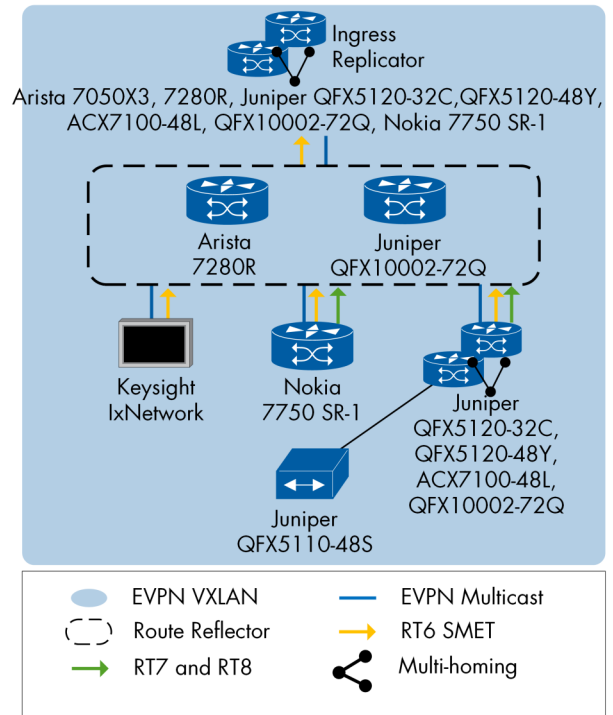 Ingress
Replicator
Arista 7050X3, 7280R, Juniper QFX5120-32C,QFX5120-48Y,
ACX7100-48L, QFX10002-72Q, Nokia 7750 SR-1
Arista
7280R
Juniper
QFX10002-72Q
Keysight
IxNetwork
Nokia
7750 SR-1
Juniper
QFX5120-32C,
QFX5120-48Y,
ACX7100-48L,
QFX10002-72Q
Juniper
QFX5110-48S
EVPN VXLAN
EVPN Multicast
Route Reflector
RT6 SMET
RT7 and RT8
Multi-homing